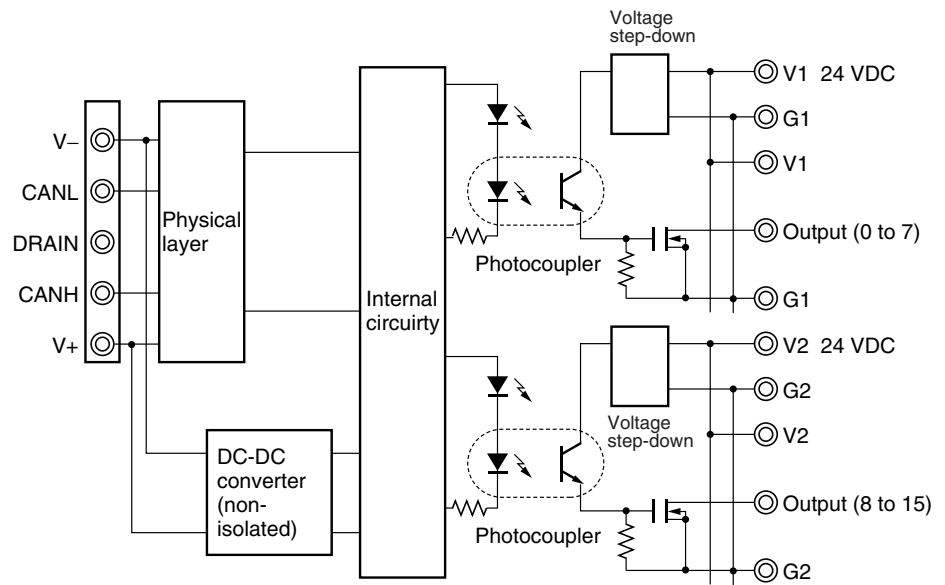 Voltage
step-down
V1 24 VDC
G1
V1
Output (0 to 7)
G1
V–
CANL
DRAIN
CANH
V+
Physical
layer
Internal
circuirty
Photocoupler
V2 24 VDC
G2
Voltage
step-down
V2
Output (8 to 15)
G2
DC-DC
converter
(non-
isolated)
Photocoupler